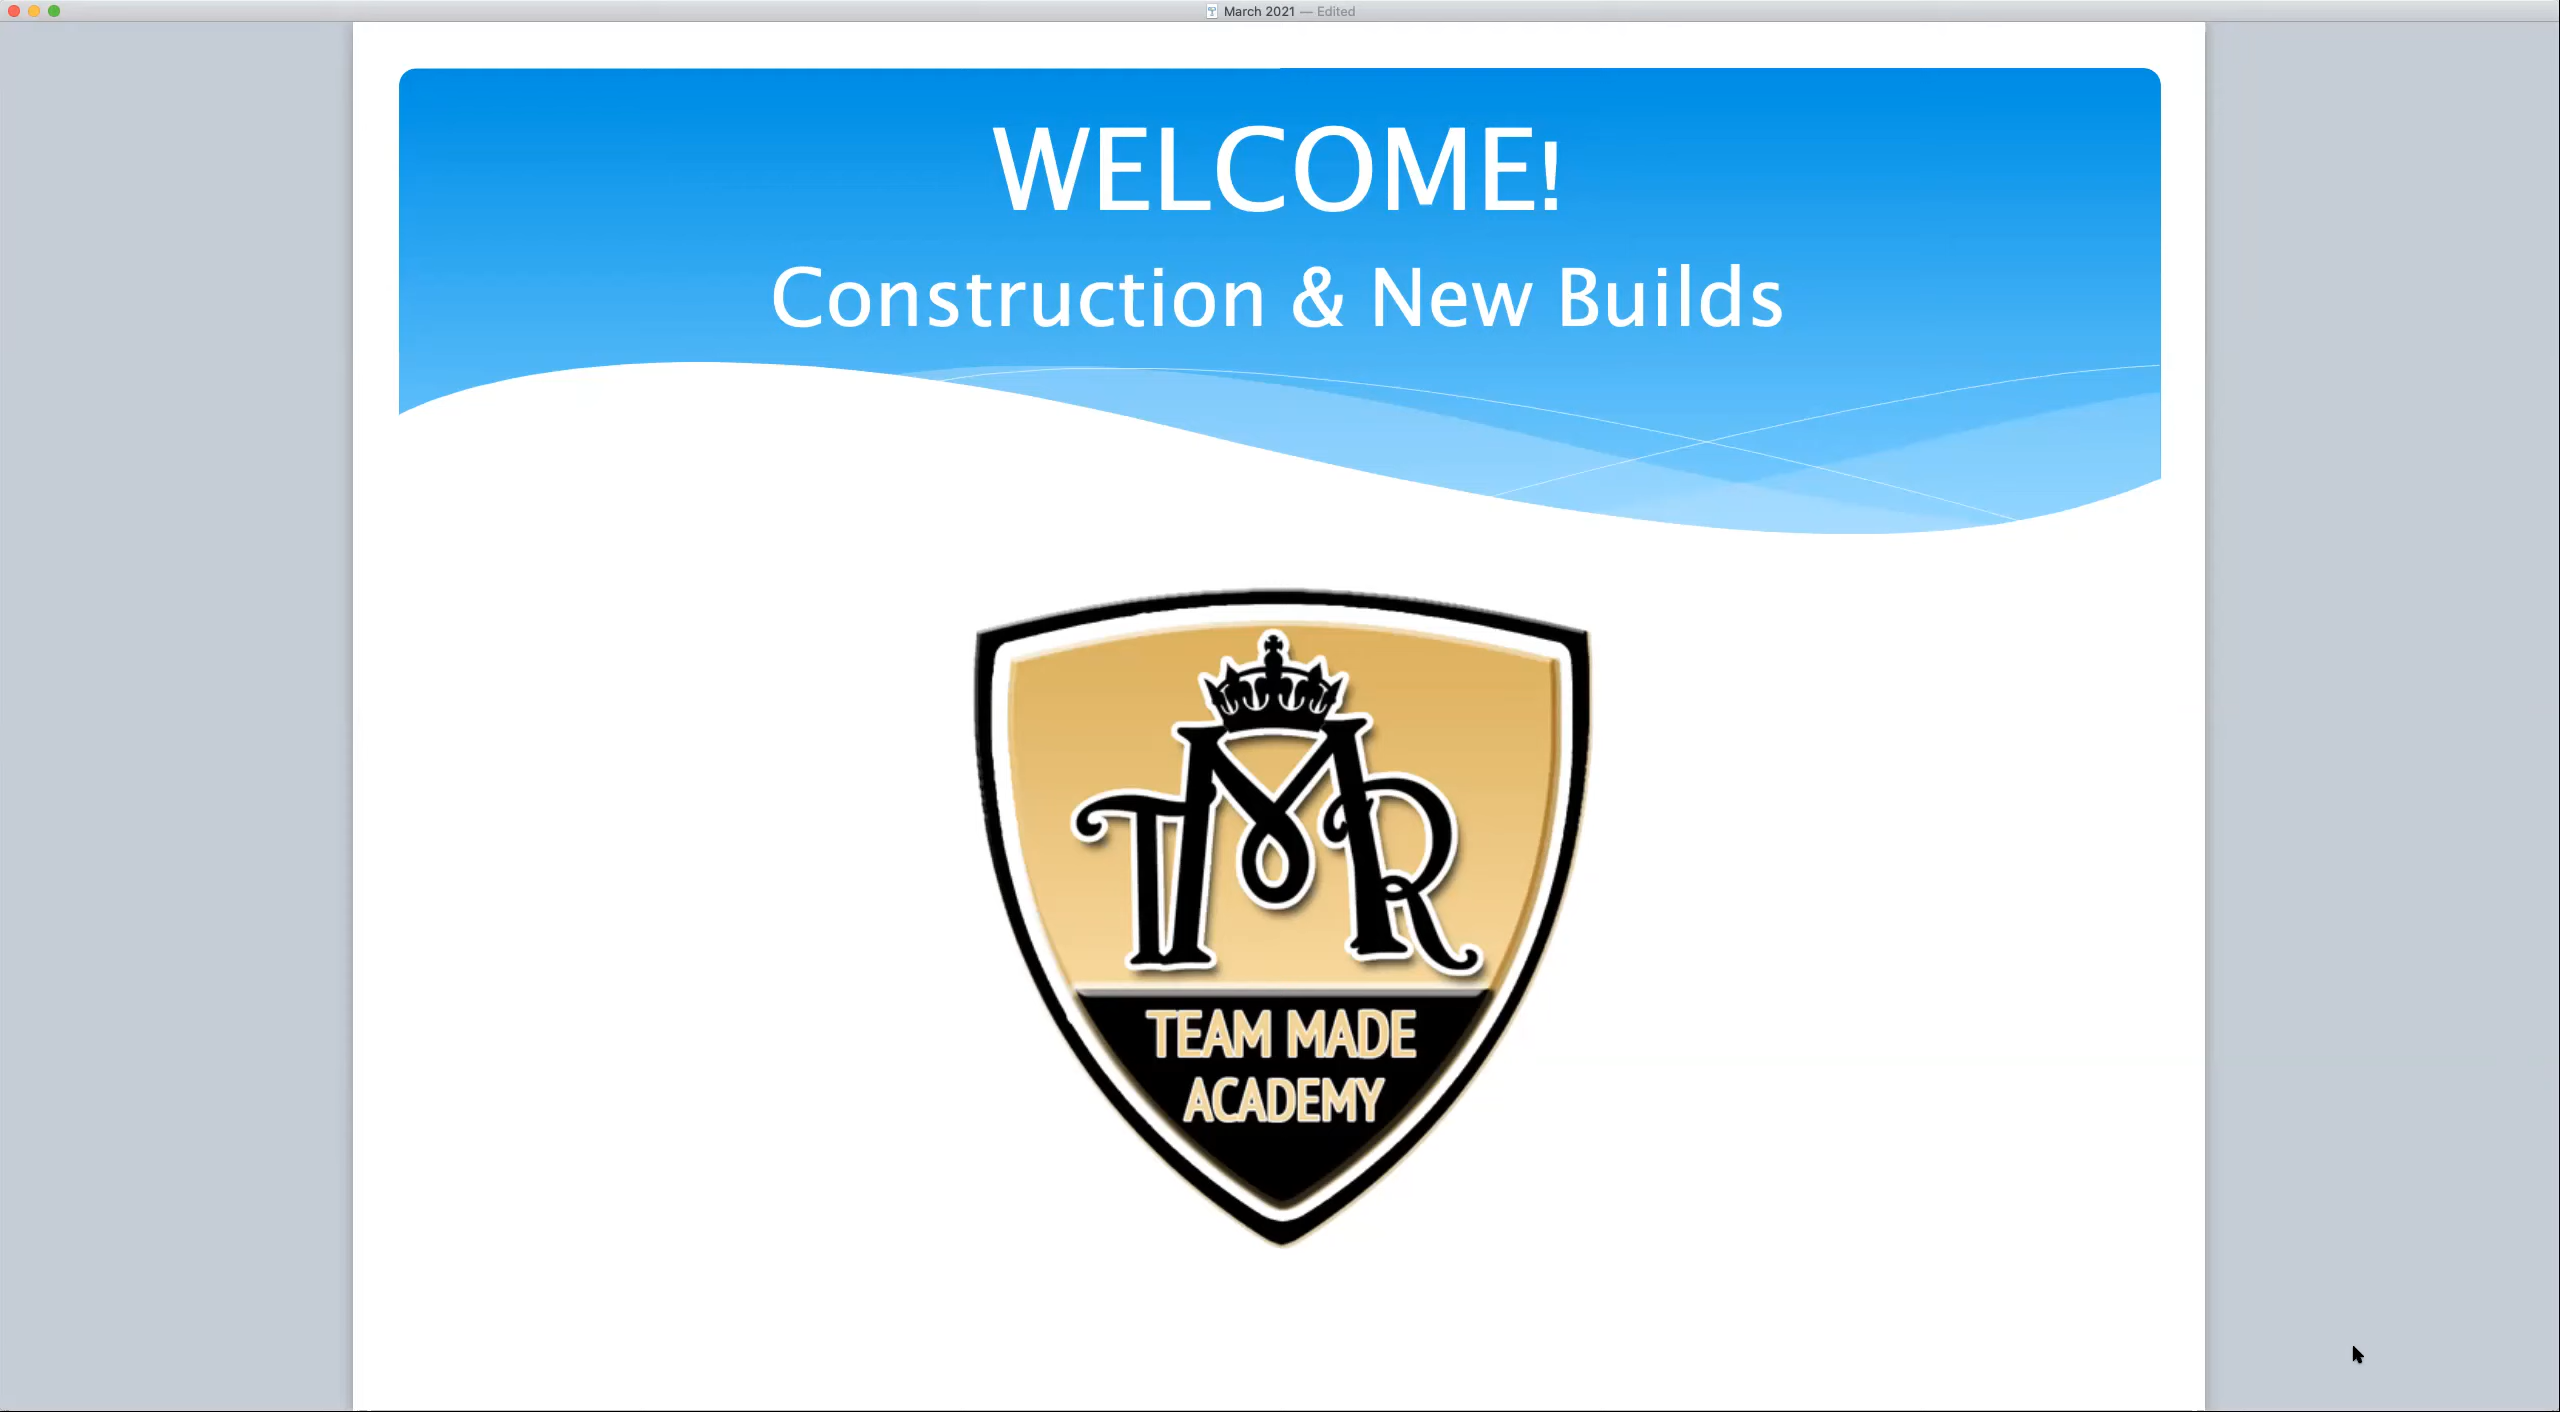 March 2021 — Edited
WELCOME!
Construction & New Builds
TMR
TEAM MADE
ACADEMY